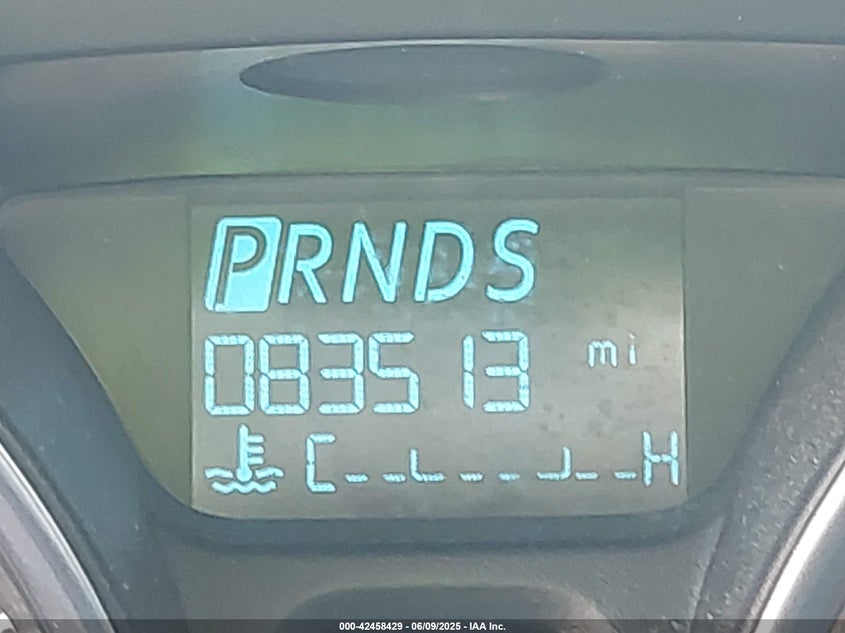 PRNDS
083513 mi
C H
000-42458429 - 06/09/2025 - IAA Inc.